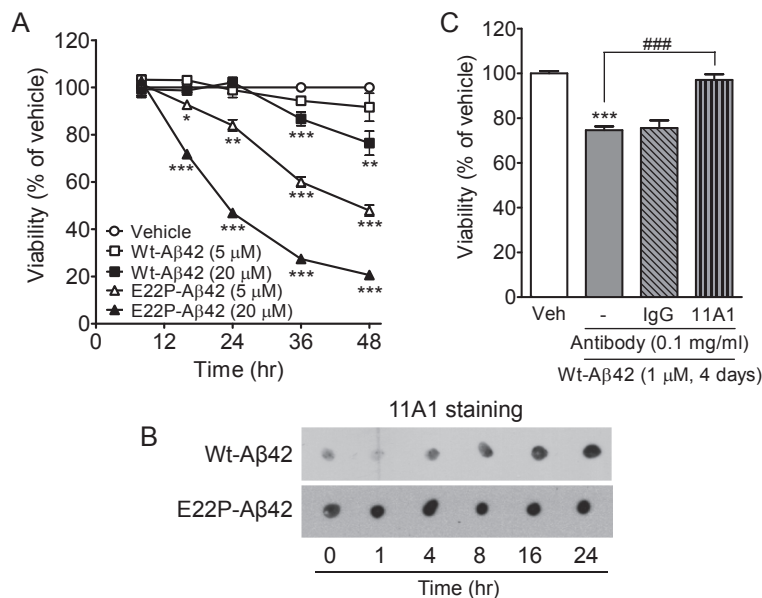 A
120
100
80
60
40
20
0
Viability (% of vehicle)
*
**
***
**
***
***
***
***
***
***
***
Vehicle
Wt-Aβ42 (5 μM)
Wt-Aβ42 (20 μM)
E22P-Aβ42 (5 μM)
E22P-Aβ42 (20 μM)
0 12 24 36 48
Time (hr)
C
120
100
80
60
40
20
0
Viability (% of vehicle)
###
***
Veh - IgG 11A1
Antibody (0.1 mg/ml)
Wt-Aβ42 (1 μM, 4 days)
B
11A1 staining
Wt-Aβ42
E22P-Aβ42
0 1 4 8 16 24
Time (hr)